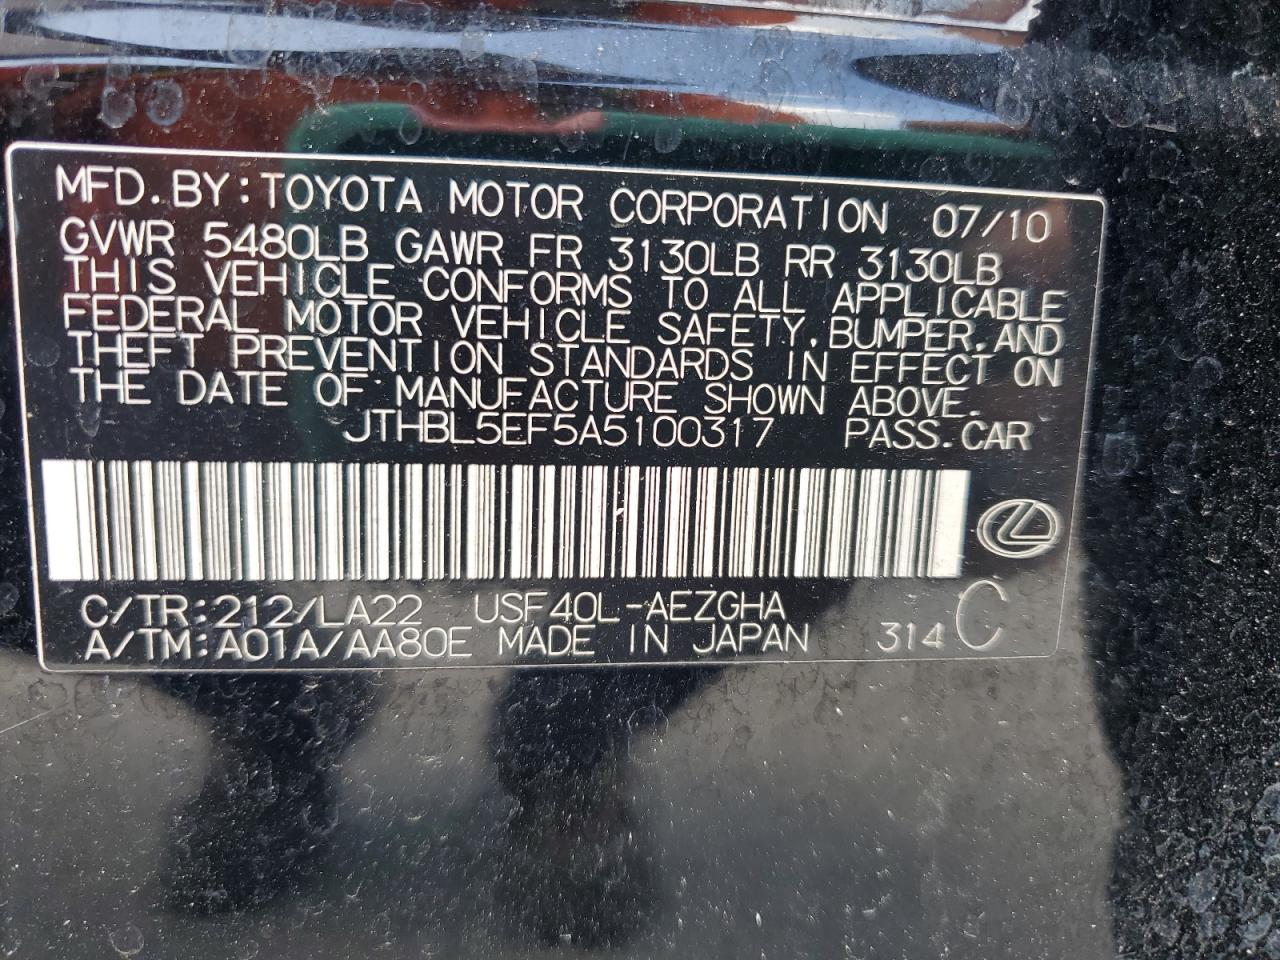 MFD. BY: TOYOTA MOTOR CORPORATION 07/10
GVWR 5480LB GAWR FR 3130LB RR 3130LB
THIS VEHICLE CONFORMS TO ALL APPLICABLE
FEDERAL MOTOR VEHICLE SAFETY, BUMPER, AND
THEFT PREVENTION STANDARDS IN EFFECT ON
THE DATE OF MANUFACTURE SHOWN ABOVE.
JTHBL5EF5A5100317 PASS. CAR
C/TR: 212/LA22 USF40L-AEZGHA
A/TM: A01A/AA80E MADE IN JAPAN 314 C